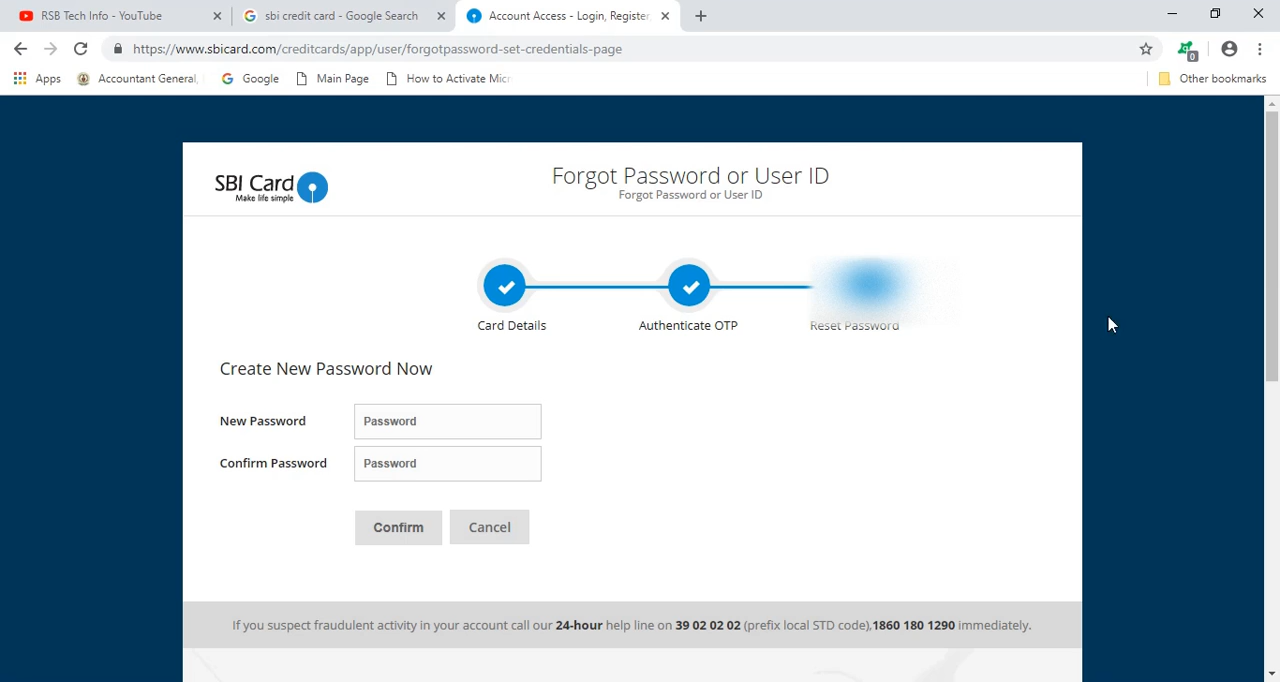 RSB Tech Info - YouTube
sbi credit card - Google Search
Account Access - Login, Register,
https://www.sbicard.com/creditcards/app/user/forgotpassword-set-credentials-page
0
Apps
Accountant General,
Google
Main Page
How to Activate Micr
Other bookmarks
SBI Card
Make life simple
Forgot Password or User ID
Forgot Password or User ID
Card Details
Authenticate OTP
Reset Password
Create New Password Now
New Password
Password
Confirm Password
Password
Confirm
Cancel
If you suspect fraudulent activity in your account call our 24-hour help line on 39 02 02 02 (prefix local STD code),1860 180 1290 immediately.